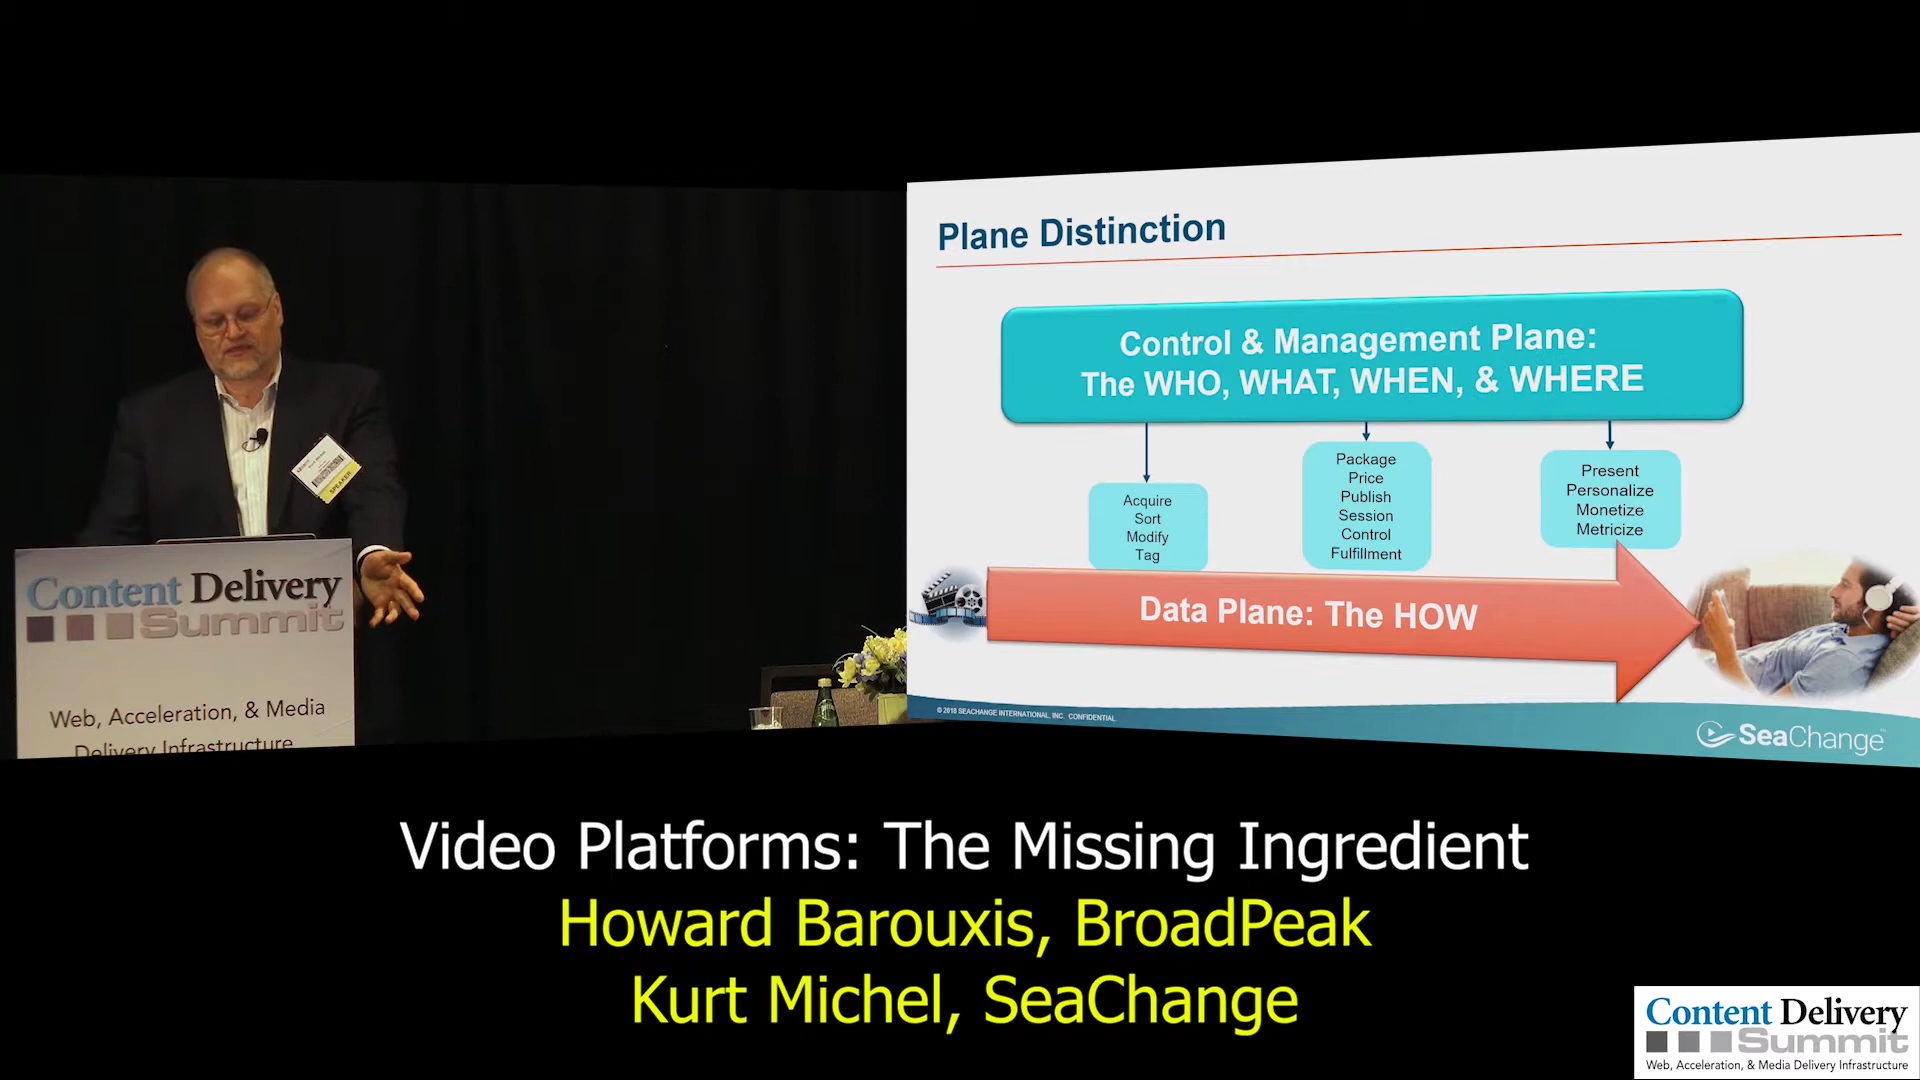 Plane Distinction
Control & Management Plane:
The WHO, WHAT, WHEN, & WHERE
Acquire
Sort
Modify
Tag
Package
Price
Publish
Session
Control
Fulfillment
Present
Personalize
Monetize
Metricize
Data Plane: The HOW
© 2018 SEACHANGE INTERNATIONAL, INC. CONFIDENTIAL
SeaChange
SPEAKER
Content Delivery
Summit
Web, Acceleration, & Media
Delivery Infrastructure
Video Platforms: The Missing Ingredient
Howard Barouxis, BroadPeak
Kurt Michel, SeaChange
Content Delivery
Summit
Web, Acceleration, & Media Delivery Infrastructure